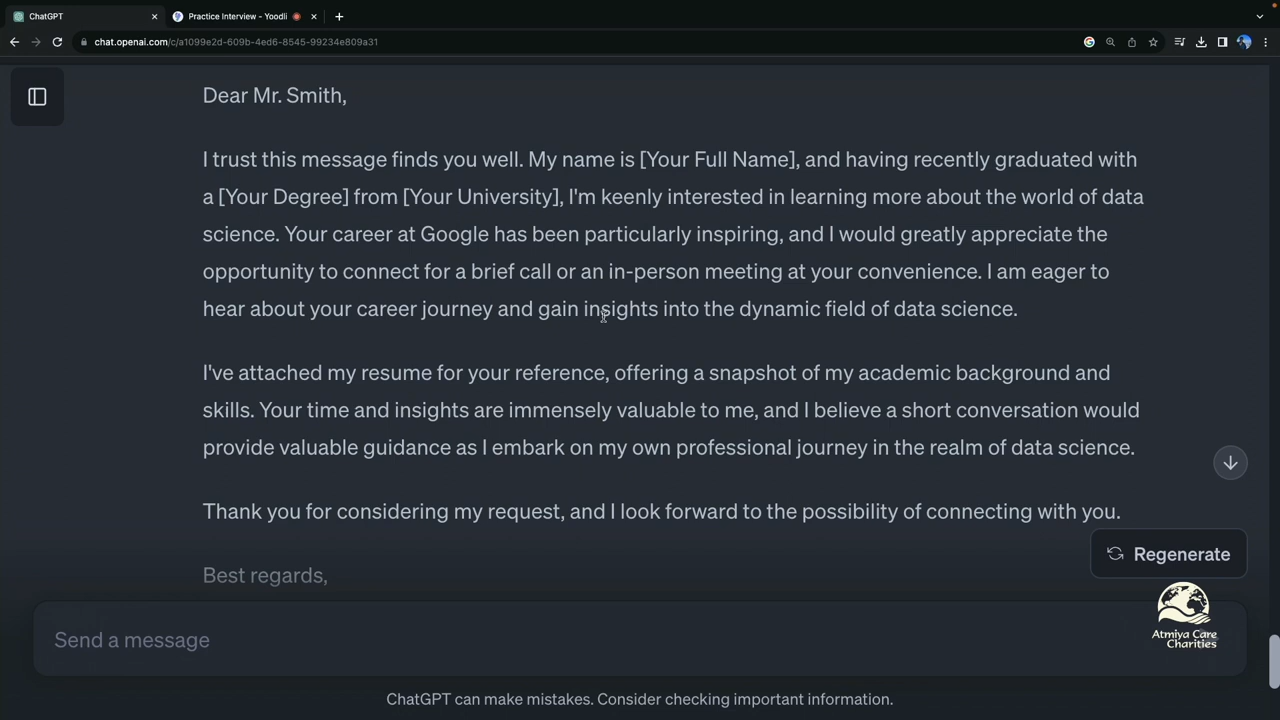 ChatGPT
Practice Interview - Yoodli
chat.openai.com/c/a1099e2d-609b-4ed6-8545-99234e809a31
Dear Mr. Smith,
I trust this message finds you well. My name is [Your Full Name], and having recently graduated with
a [Your Degree] from [Your University], I'm keenly interested in learning more about the world of data
science. Your career at Google has been particularly inspiring, and I would greatly appreciate the
opportunity to connect for a brief call or an in-person meeting at your convenience. I am eager to
hear about your career journey and gain insights into the dynamic field of data science.
I've attached my resume for your reference, offering a snapshot of my academic background and
skills. Your time and insights are immensely valuable to me, and I believe a short conversation would
provide valuable guidance as I embark on my own professional journey in the realm of data science.
Thank you for considering my request, and I look forward to the possibility of connecting with you.
Regenerate
Best regards,
Atmiya Care
Charities
Send a message
ChatGPT can make mistakes. Consider checking important information.